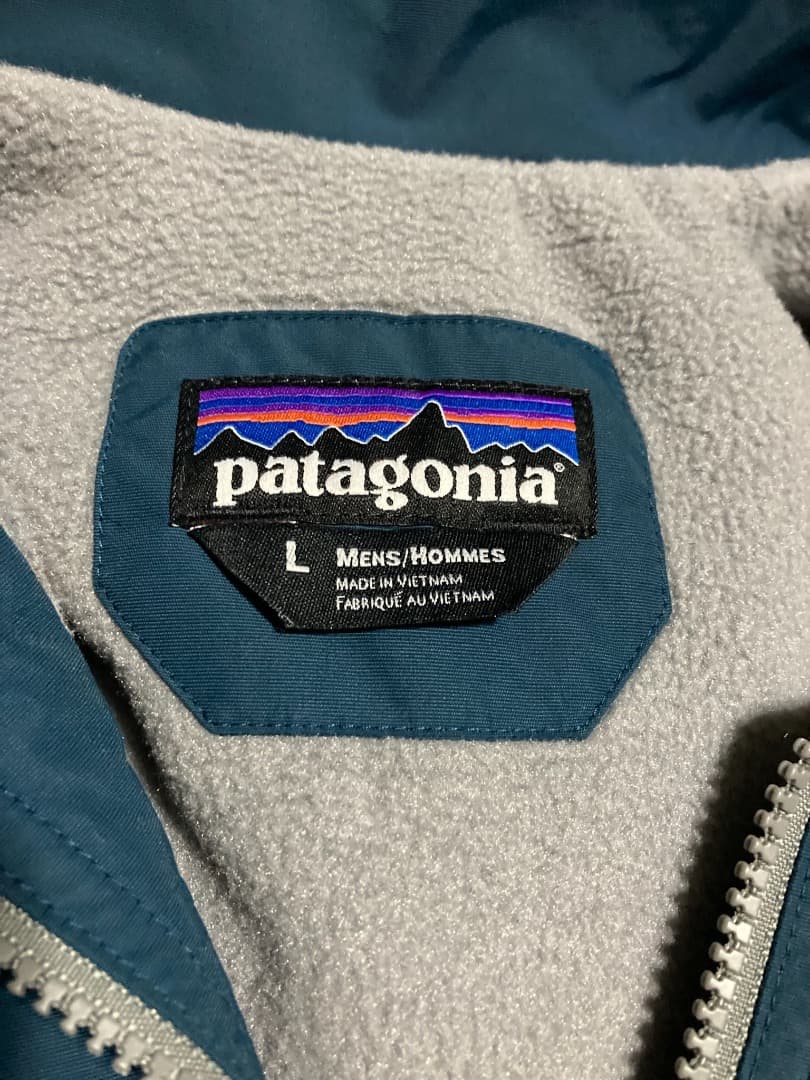 patagonia®
L MENS/HOMMES
MADE IN VIETNAM
FABRIQUÉ AU VIETNAM